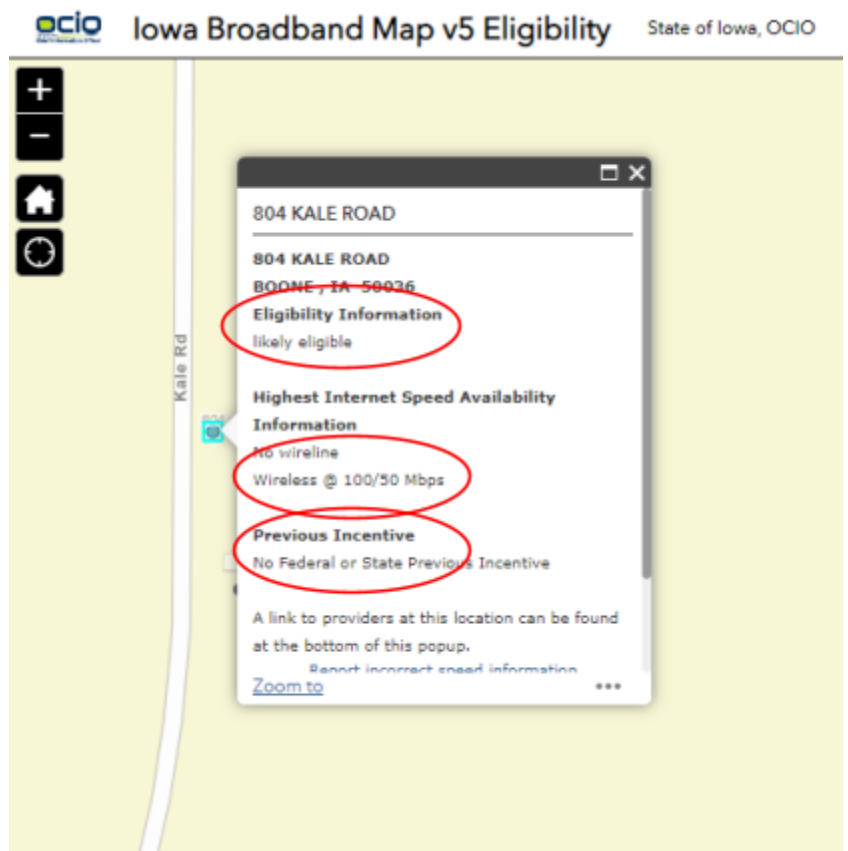 ocio
Iowa Broadband Map v5 Eligibility
State of Iowa, OCIO
+
−
804 KALE ROAD
804 KALE ROAD
BOONE , IA 50036
Eligibility Information
likely eligible
Highest Internet Speed Availability
Information
No wireline
Wireless @ 100/50 Mbps
Previous Incentive
No Federal or State Previous Incentive
A link to providers at this location can be found
at the bottom of this popup.
Report incorrect speed information
Zoom to
•••
Kale Rd
804